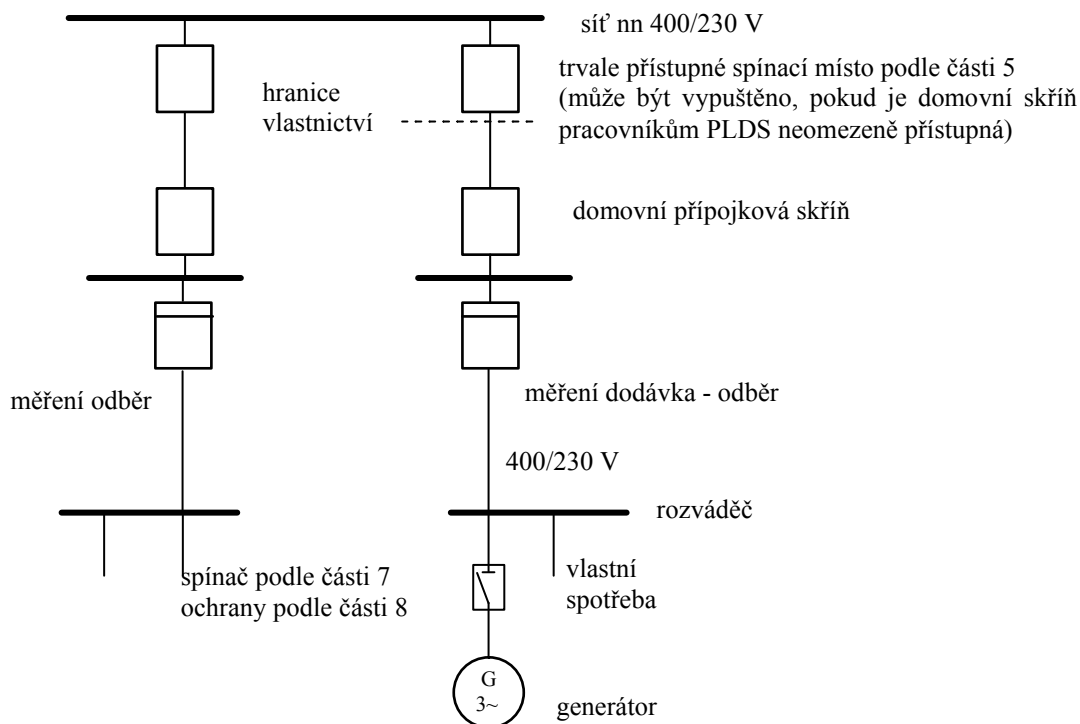 síť nn 400/230 V
trvale přístupné spínací místo podle části 5
(může být vypuštěno, pokud je domovní skříň
pracovníkům PLDS neomezeně přístupná)
hranice
vlastnictví
domovní přípojková skříň
měření odběr
měření dodávka - odběr
400/230 V
rozváděč
spínač podle části 7
ochrany podle části 8
vlastní
spotřeba
G
3~
generátor